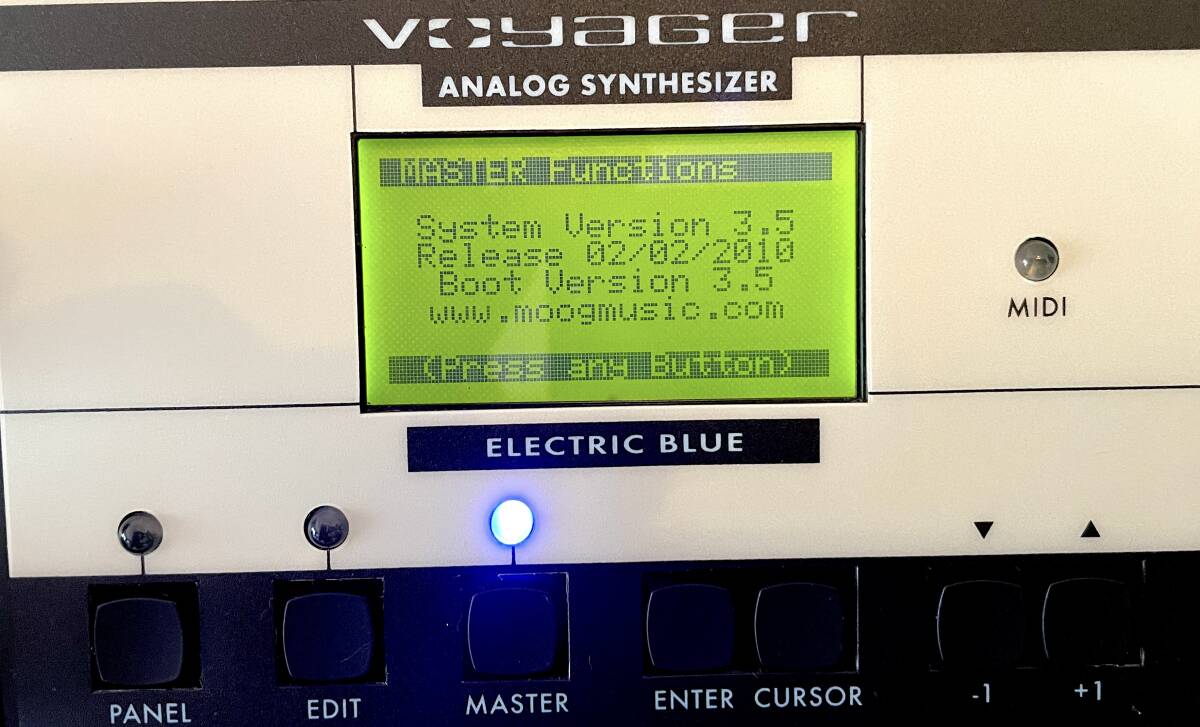 VOYAGER
ANALOG SYNTHESIZER
MASTER Functions
System Version 3.5
Release 02/02/2010
Boot Version 3.5
www.moogmusic.com
(Press any Button)
MIDI
ELECTRIC BLUE
PANEL EDIT MASTER ENTER CURSOR -1 +1